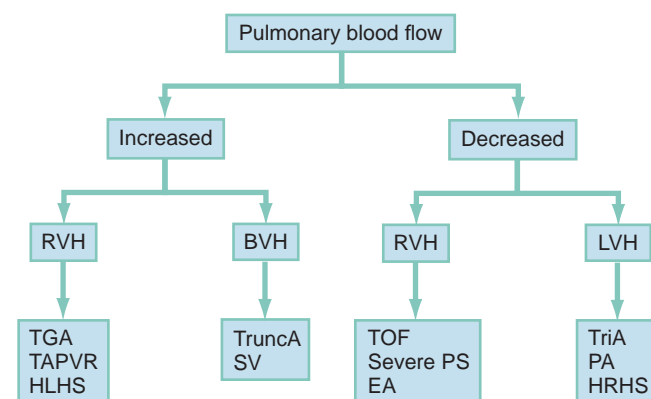 Pulmonary blood flow
Increased
Decreased
RVH
BVH
RVH
LVH
TGA
TAPVR
HLHS
TruncA
SV
TOF
Severe PS
EA
TriA
PA
HRHS